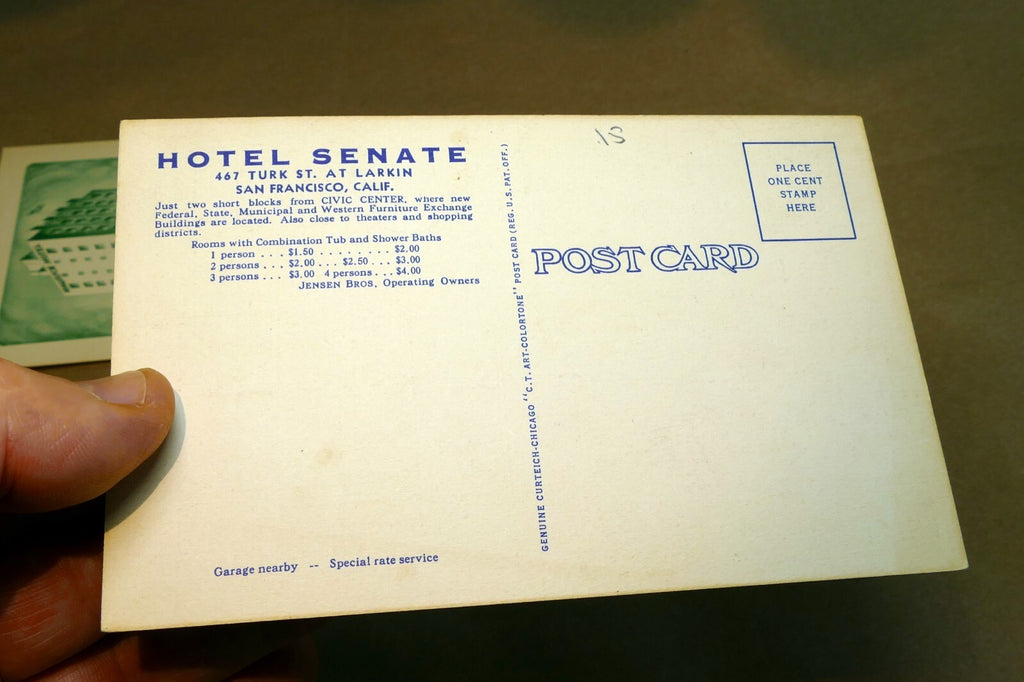 HOTEL SENATE
467 TURK ST. AT LARKIN
SAN FRANCISCO, CALIF.
Just two short blocks from CIVIC CENTER, where new
Federal, State, Municipal and Western Furniture Exchange
Buildings are located. Also close to theaters and shopping
districts.
Rooms with Combination Tub and Shower Baths
1 person . . . $1.50 . . . . . . . . $2.00
2 persons . . . $2.00 . . . $2.50 . . . $3.00
3 persons . . . $3.00 4 persons . . . $4.00
JENSEN BROS, Operating Owners
Garage nearby -- Special rate service
GENUINE CURTEICH-CHICAGO "C.T. ART-COLORTONE" POST CARD (REG. U.S. PAT. OFF.)
POST CARD
PLACE
ONE CENT
STAMP
HERE